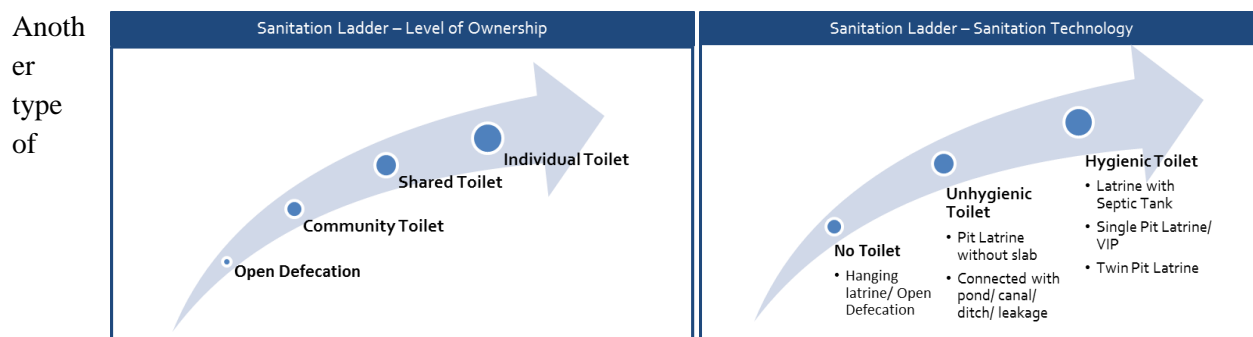 Anoth
er
type
of
Sanitation Ladder – Level of Ownership
Individual Toilet
Shared Toilet
Community Toilet
Open Defecation
Sanitation Ladder – Sanitation Technology
No Toilet
• Hanging
latrine/ Open
Defecation
Unhygienic
Toilet
• Pit Latrine
without slab
• Connected with
pond/ canal/
ditch/ leakage
Hygienic Toilet
• Latrine with
Septic Tank
• Single Pit Latrine/
VIP
• Twin Pit Latrine